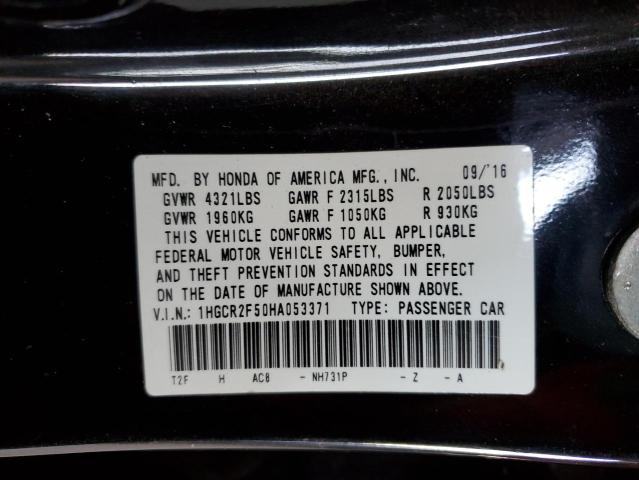 MFD. BY HONDA OF AMERICA MFG., INC. 09/'16
GVWR 4321LBS GAWR F 2315LBS R 2050LBS
GVWR 1960KG GAWR F 1050KG R 930KG
THIS VEHICLE CONFORMS TO ALL APPLICABLE
FEDERAL MOTOR VEHICLE SAFETY, BUMPER,
AND THEFT PREVENTION STANDARDS IN EFFECT
ON THE DATE OF MANUFACTURE SHOWN ABOVE.
V.I.N.: 1HGCR2F50HA053371 TYPE: PASSENGER CAR
T2F H AC8 - NH731P - Z - A